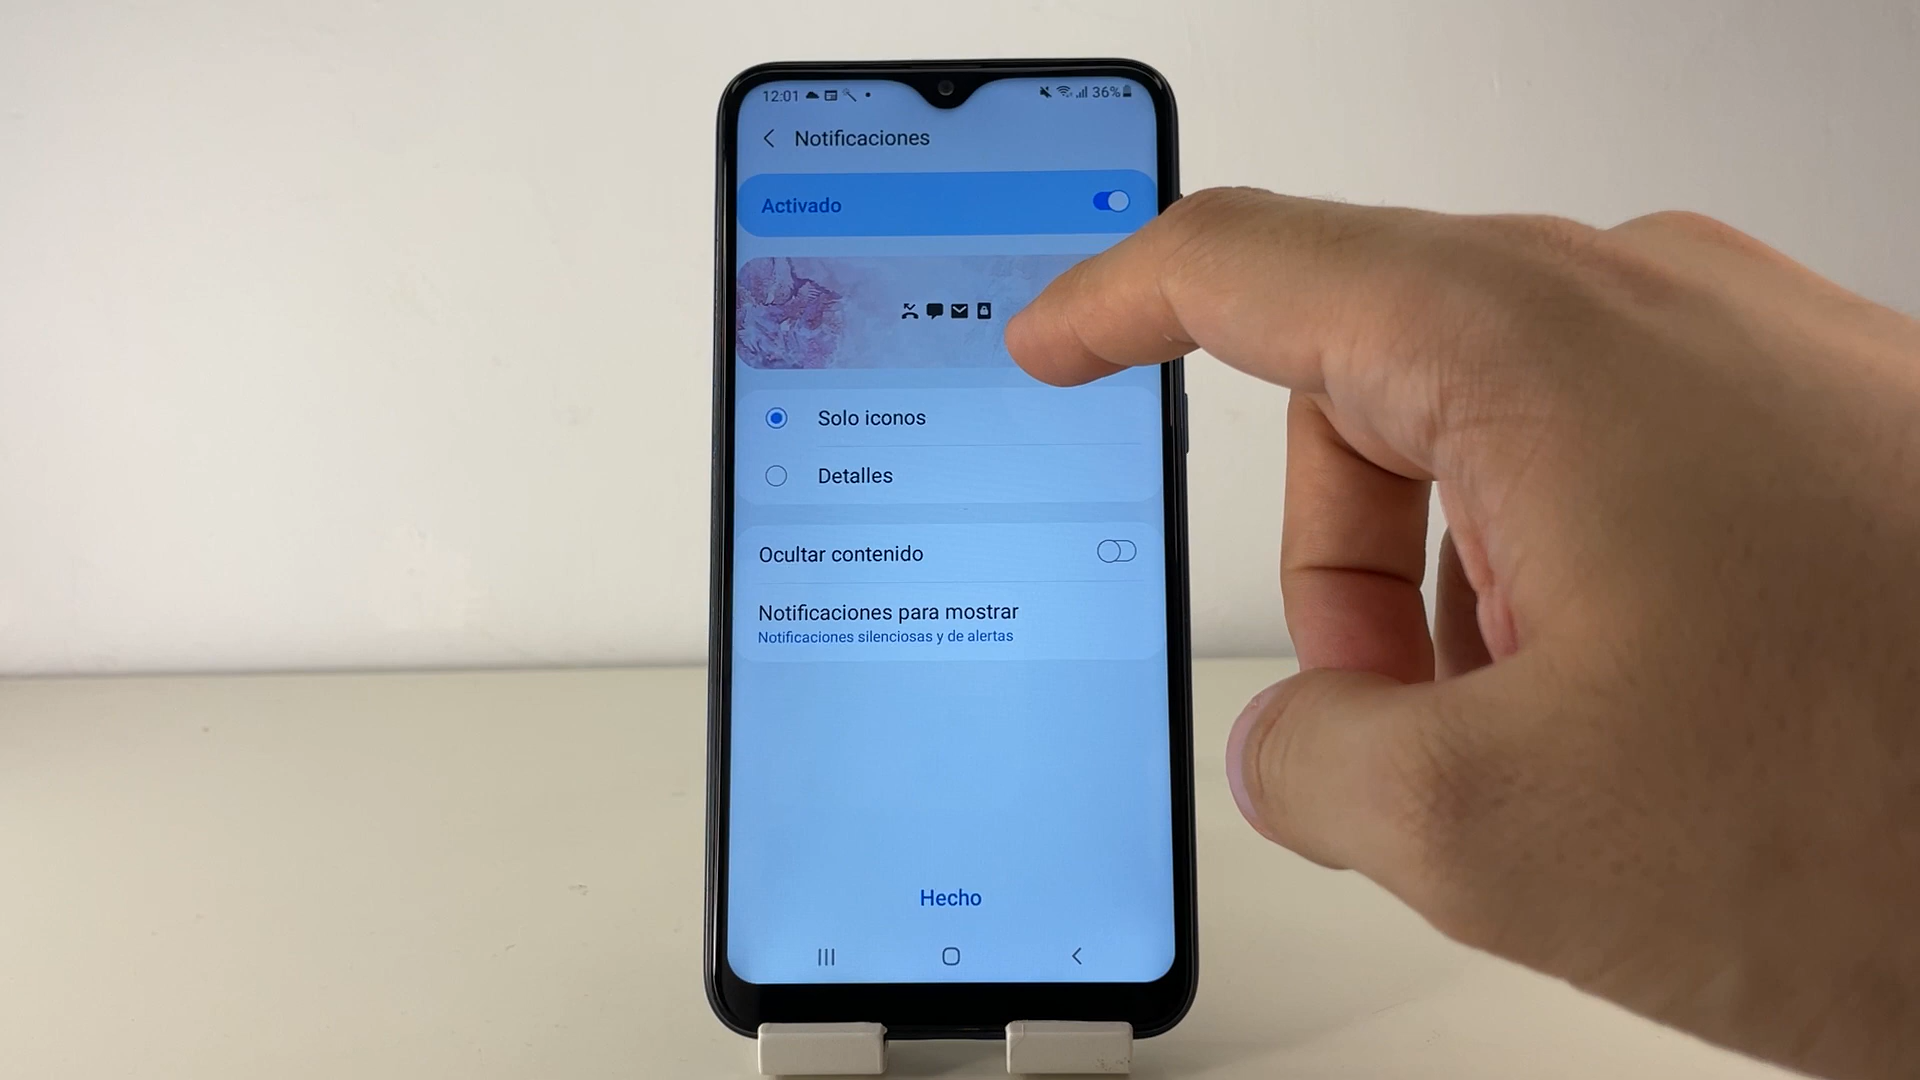 12:01 36%
Notificaciones
Activado
Solo iconos
Detalles
Ocultar contenido
Notificaciones para mostrar
Notificaciones silenciosas y de alertas
Hecho